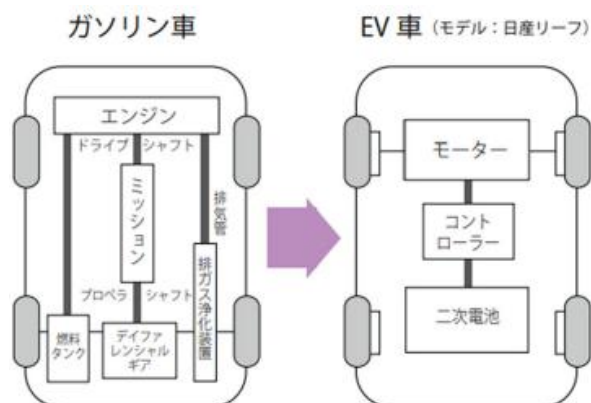 ガソリン車
エンジン
ドライブ シャフト
ミッション
排気管
プロペラ シャフト
排ガス浄化装置
燃料
タンク
デイファ
レンシャル
ギア
EV 車（モデル：日産リーフ）
モーター
コント
ローラー
二次電池